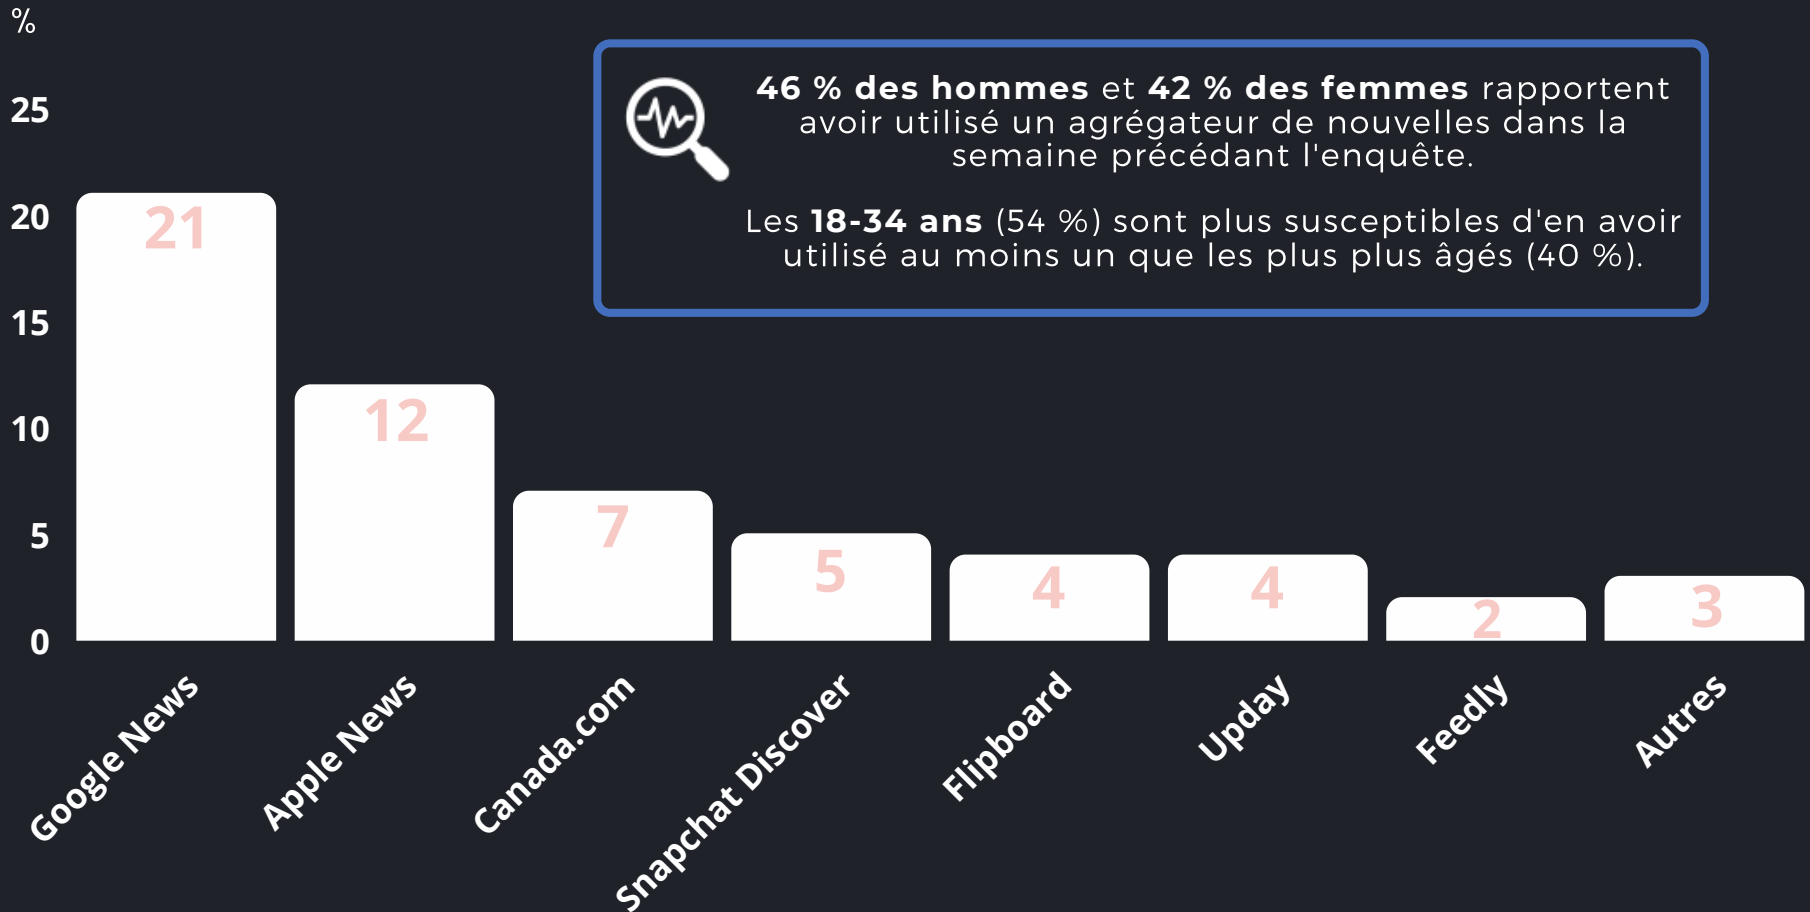 %
46 % des hommes et 42 % des femmes rapportent
avoir utilisé un agrégateur de nouvelles dans la
semaine précédant l'enquête.
Les 18-34 ans (54 %) sont plus susceptibles d'en avoir
utilisé au moins un que les plus plus âgés (40 %).
25
20
15
10
5
0
21
12
7
5
4
4
2
3
Google News
Apple News
Canada.com
Snapchat Discover
Flipboard
Upday
Feedly
Autres